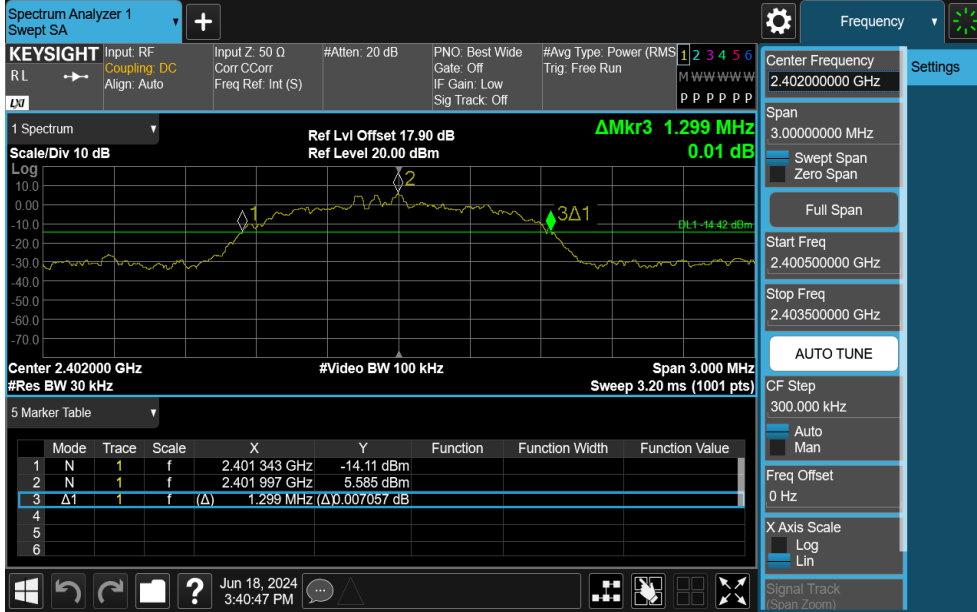 Spectrum Analyzer 1
Swept SA
+
Frequency
KEYSIGHT Input: RF Input Z: 50 Ω #Atten: 20 dB PNO: Best Wide #Avg Type: Power (RMS 1 2 3 4 5 6
RL Coupling: DC Corr CCorr Gate: Off Trig: Free Run
Align: Auto Freq Ref: Int (S) IF Gain: Low M W W W W W
LXI Sig Track: Off P P P P P P
Center Frequency
2.402000000 GHz
Settings
Span
3.00000000 MHz
Swept Span
Zero Span
Full Span
Start Freq
2.400500000 GHz
Stop Freq
2.403500000 GHz
AUTO TUNE
CF Step
300.000 kHz
Auto
Man
Freq Offset
0 Hz
X Axis Scale
Log
Lin
Signal Track
(Span Zoom)
1 Spectrum
Ref Lvl Offset 17.90 dB ΔMkr3 1.299 MHz
Scale/Div 10 dB Ref Level 20.00 dBm 0.01 dB
Log
10.0
0.00
-10.0
-20.0
-30.0
-40.0
-50.0
-60.0
-70.0
1
2
3Δ1
DL1 -14.42 dBm
Center 2.402000 GHz #Video BW 100 kHz Span 3.000 MHz
#Res BW 30 kHz Sweep 3.20 ms (1001 pts)
5 Marker Table
Mode Trace Scale X Y Function Function Width Function Value
1 N 1 f 2.401 343 GHz -14.11 dBm
2 N 1 f 2.401 997 GHz 5.585 dBm
3 Δ1 1 f (Δ) 1.299 MHz (Δ)0.007057 dB
4
5
6
?
Jun 18, 2024
3:40:47 PM